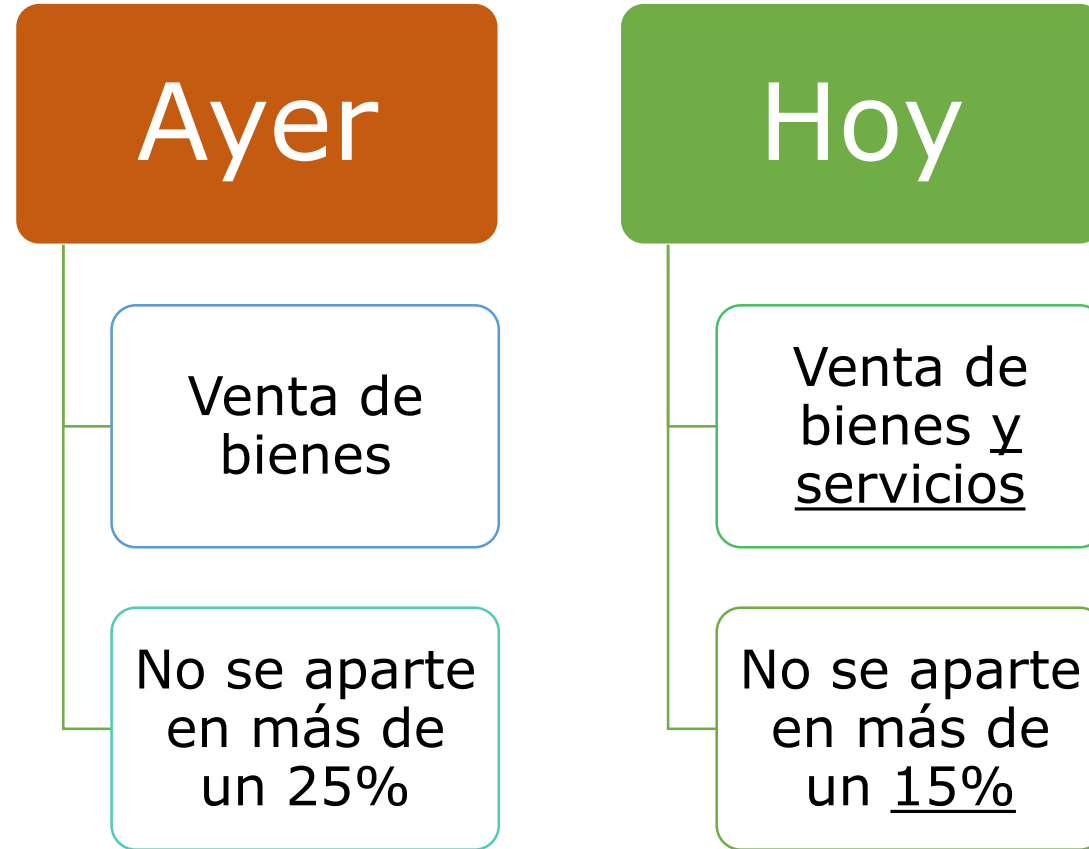 Ayer
Venta de
bienes
No se aparte
en más de
un 25%
Hoy
Venta de
bienes y
servicios
No se aparte
en más de
un 15%